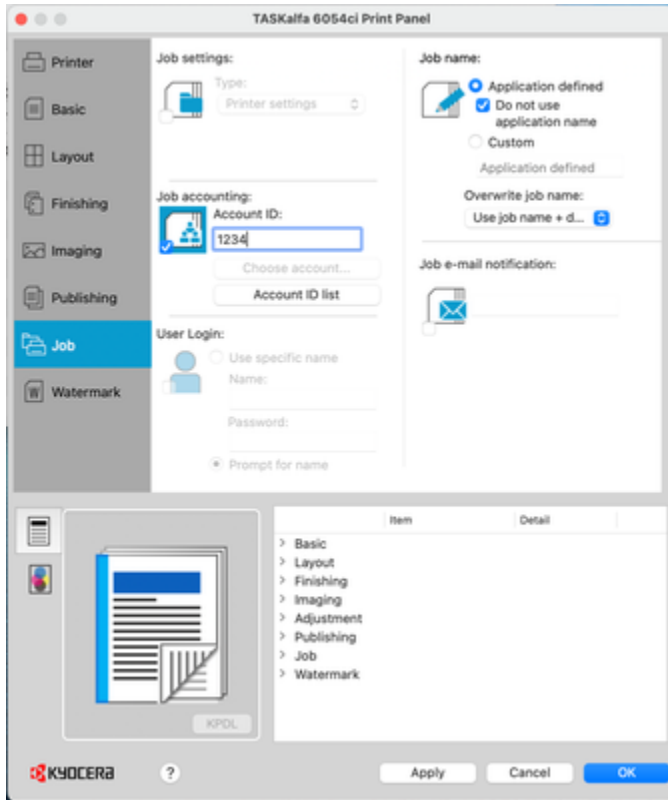 TASKalfa 6054ci Print Panel
Printer
Basic
Layout
Finishing
Imaging
Publishing
Job
Watermark
Job settings:
Type:
Printer settings
Job accounting:
Account ID:
1234
Choose account...
Account ID list
User Login:
Use specific name
Name:
Password:
Prompt for name
Job name:
Application defined
Do not use
application name
Custom
Application defined
Overwrite job name:
Use job name + d...
Job e-mail notification:
KPDL
Item Detail
Basic
Layout
Finishing
Imaging
Adjustment
Publishing
Job
Watermark
KYOCERA
?
Apply Cancel OK